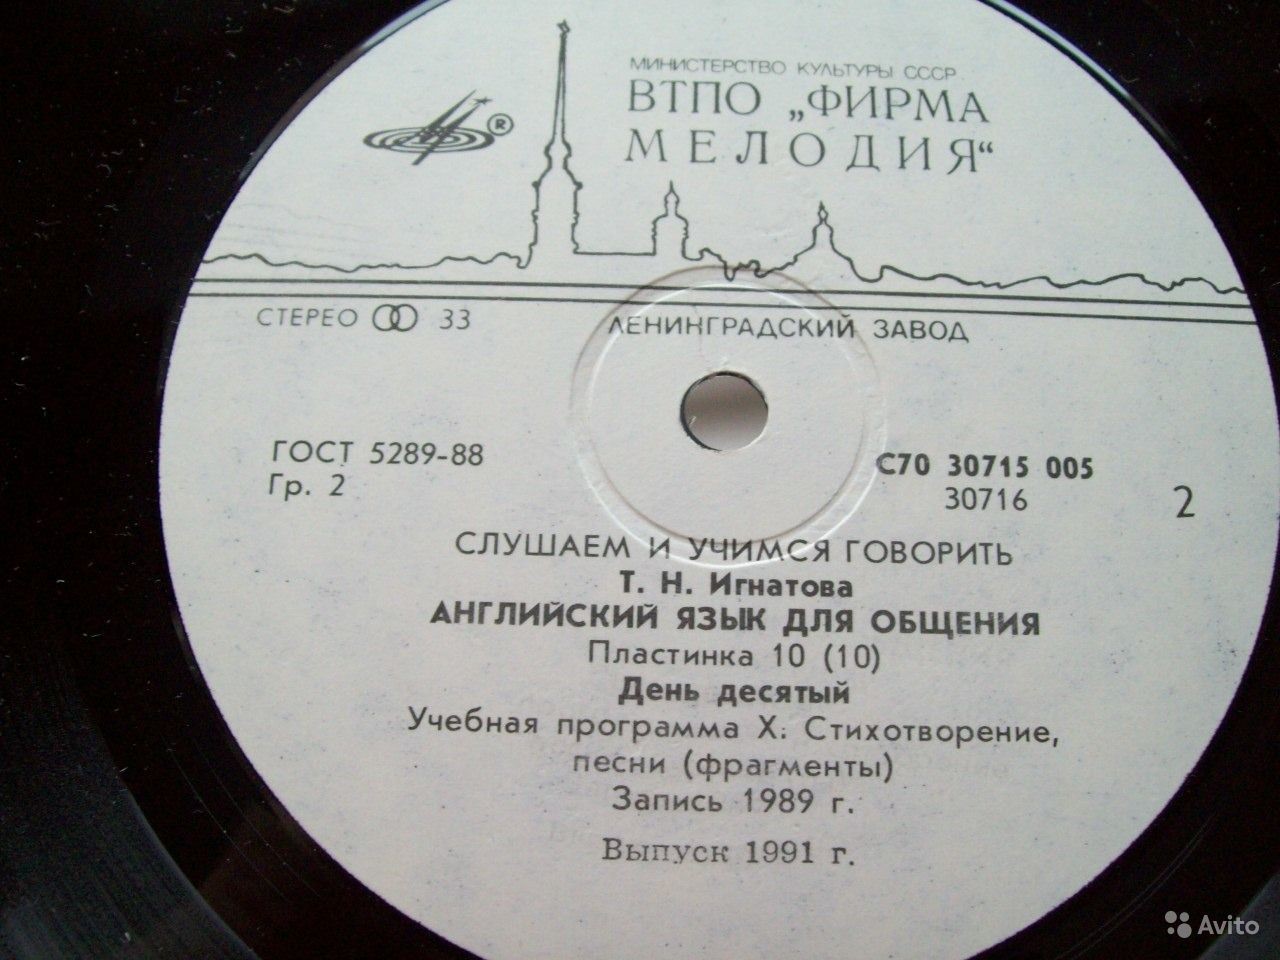 МИНИСТЕРСТВО КУЛЬТУРЫ СССР
ВТПО „ФИРМА
МЕЛОДИЯ“
®
СТЕРЕО 33
ЛЕНИНГРАДСКИЙ ЗАВОД
ГОСТ 5289-88
Гр. 2
С70 30715 005
30716
2
СЛУШАЕМ И УЧИМСЯ ГОВОРИТЬ
Т. Н. Игнатова
АНГЛИЙСКИЙ ЯЗЫК ДЛЯ ОБЩЕНИЯ
Пластинка 10 (10)
День десятый
Учебная программа X: Стихотворение,
песни (фрагменты)
Запись 1989 г.
Выпуск 1991 г.
Avito